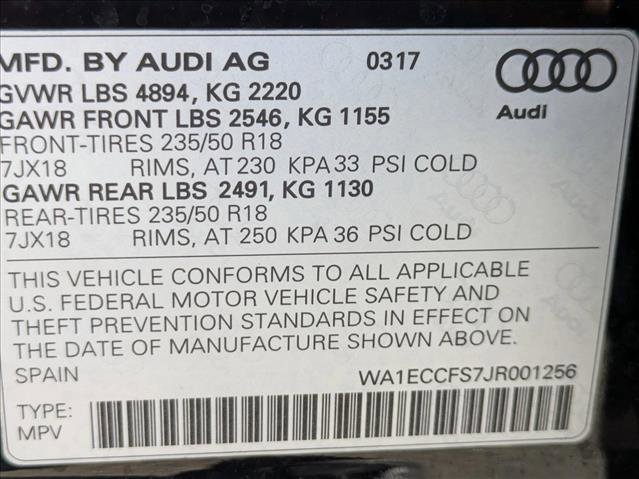 MFD. BY AUDI AG 0317
GVWR LBS 4894, KG 2220
GAWR FRONT LBS 2546, KG 1155
Audi
FRONT-TIRES 235/50 R18
7JX18 RIMS, AT 230 KPA 33 PSI COLD
GAWR REAR LBS 2491, KG 1130
REAR-TIRES 235/50 R18
7JX18 RIMS, AT 250 KPA 36 PSI COLD
THIS VEHICLE CONFORMS TO ALL APPLICABLE
U.S. FEDERAL MOTOR VEHICLE SAFETY AND
THEFT PREVENTION STANDARDS IN EFFECT ON
THE DATE OF MANUFACTURE SHOWN ABOVE.
SPAIN WA1ECCFS7JR001256
TYPE:
MPV